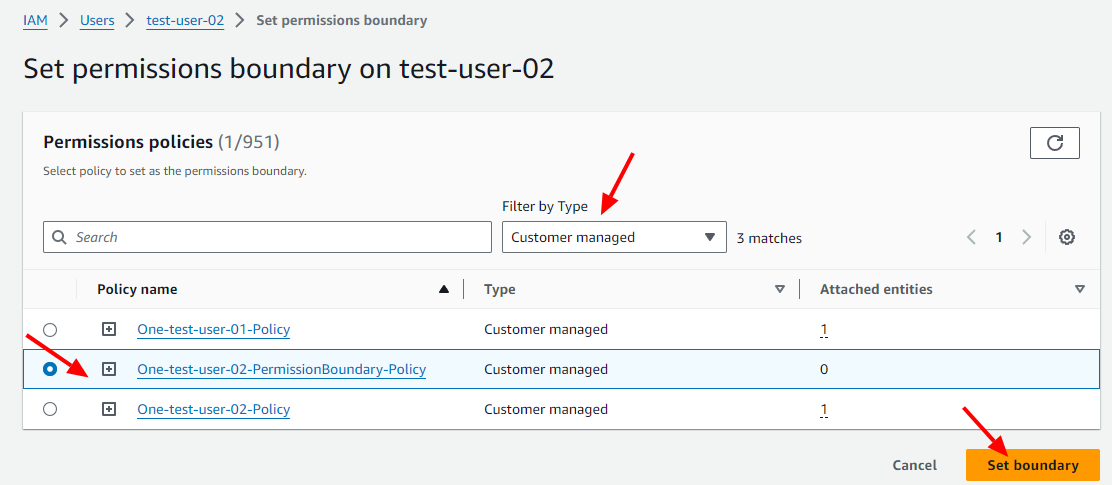 IAM > Users > test-user-02 > Set permissions boundary
Set permissions boundary on test-user-02
Permissions policies (1/951)
Select policy to set as the permissions boundary.
Filter by Type
Search Customer managed 3 matches 1
Policy name Type Attached entities
One-test-user-01-Policy Customer managed 1
One-test-user-02-PermissionBoundary-Policy Customer managed 0
One-test-user-02-Policy Customer managed 1
Cancel Set boundary